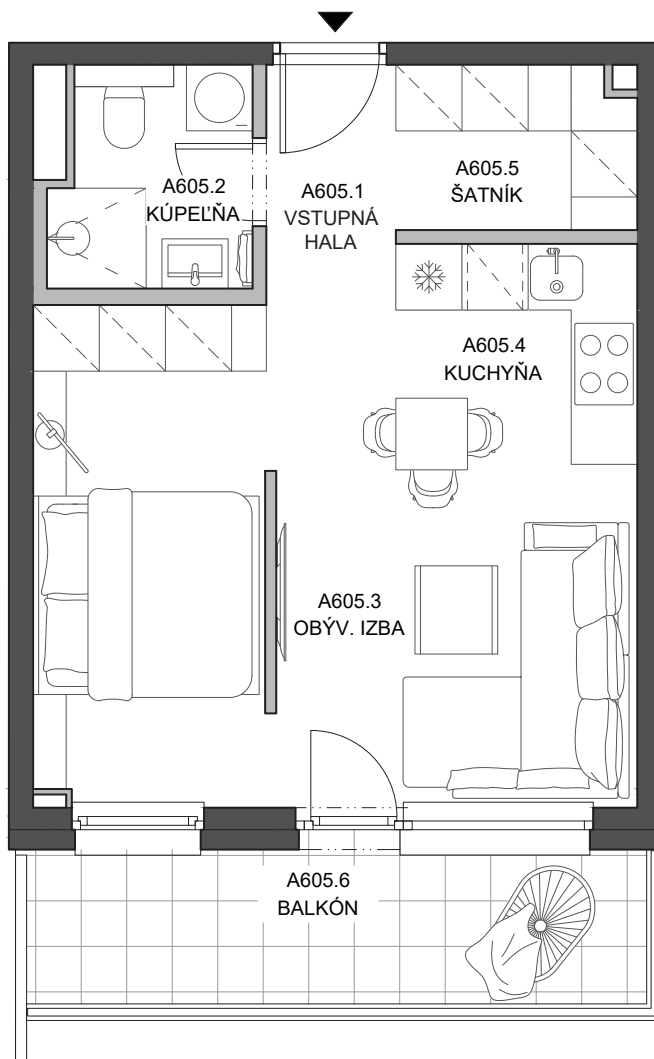 A605.5
ŠATNÍK
A605.2
KÚPEĽŇA
A605.1
VSTUPNÁ
HALA
A605.4
KUCHYŇA
A605.3
OBÝV. IZBA
A605.6
BALKÓN